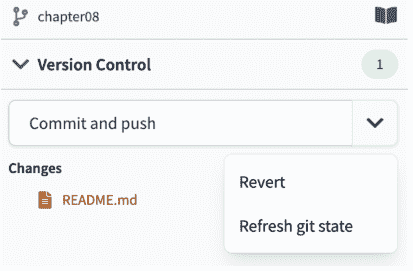 chapter08
Version Control
1
Commit and push
Changes
README.md
Revert
Refresh git state